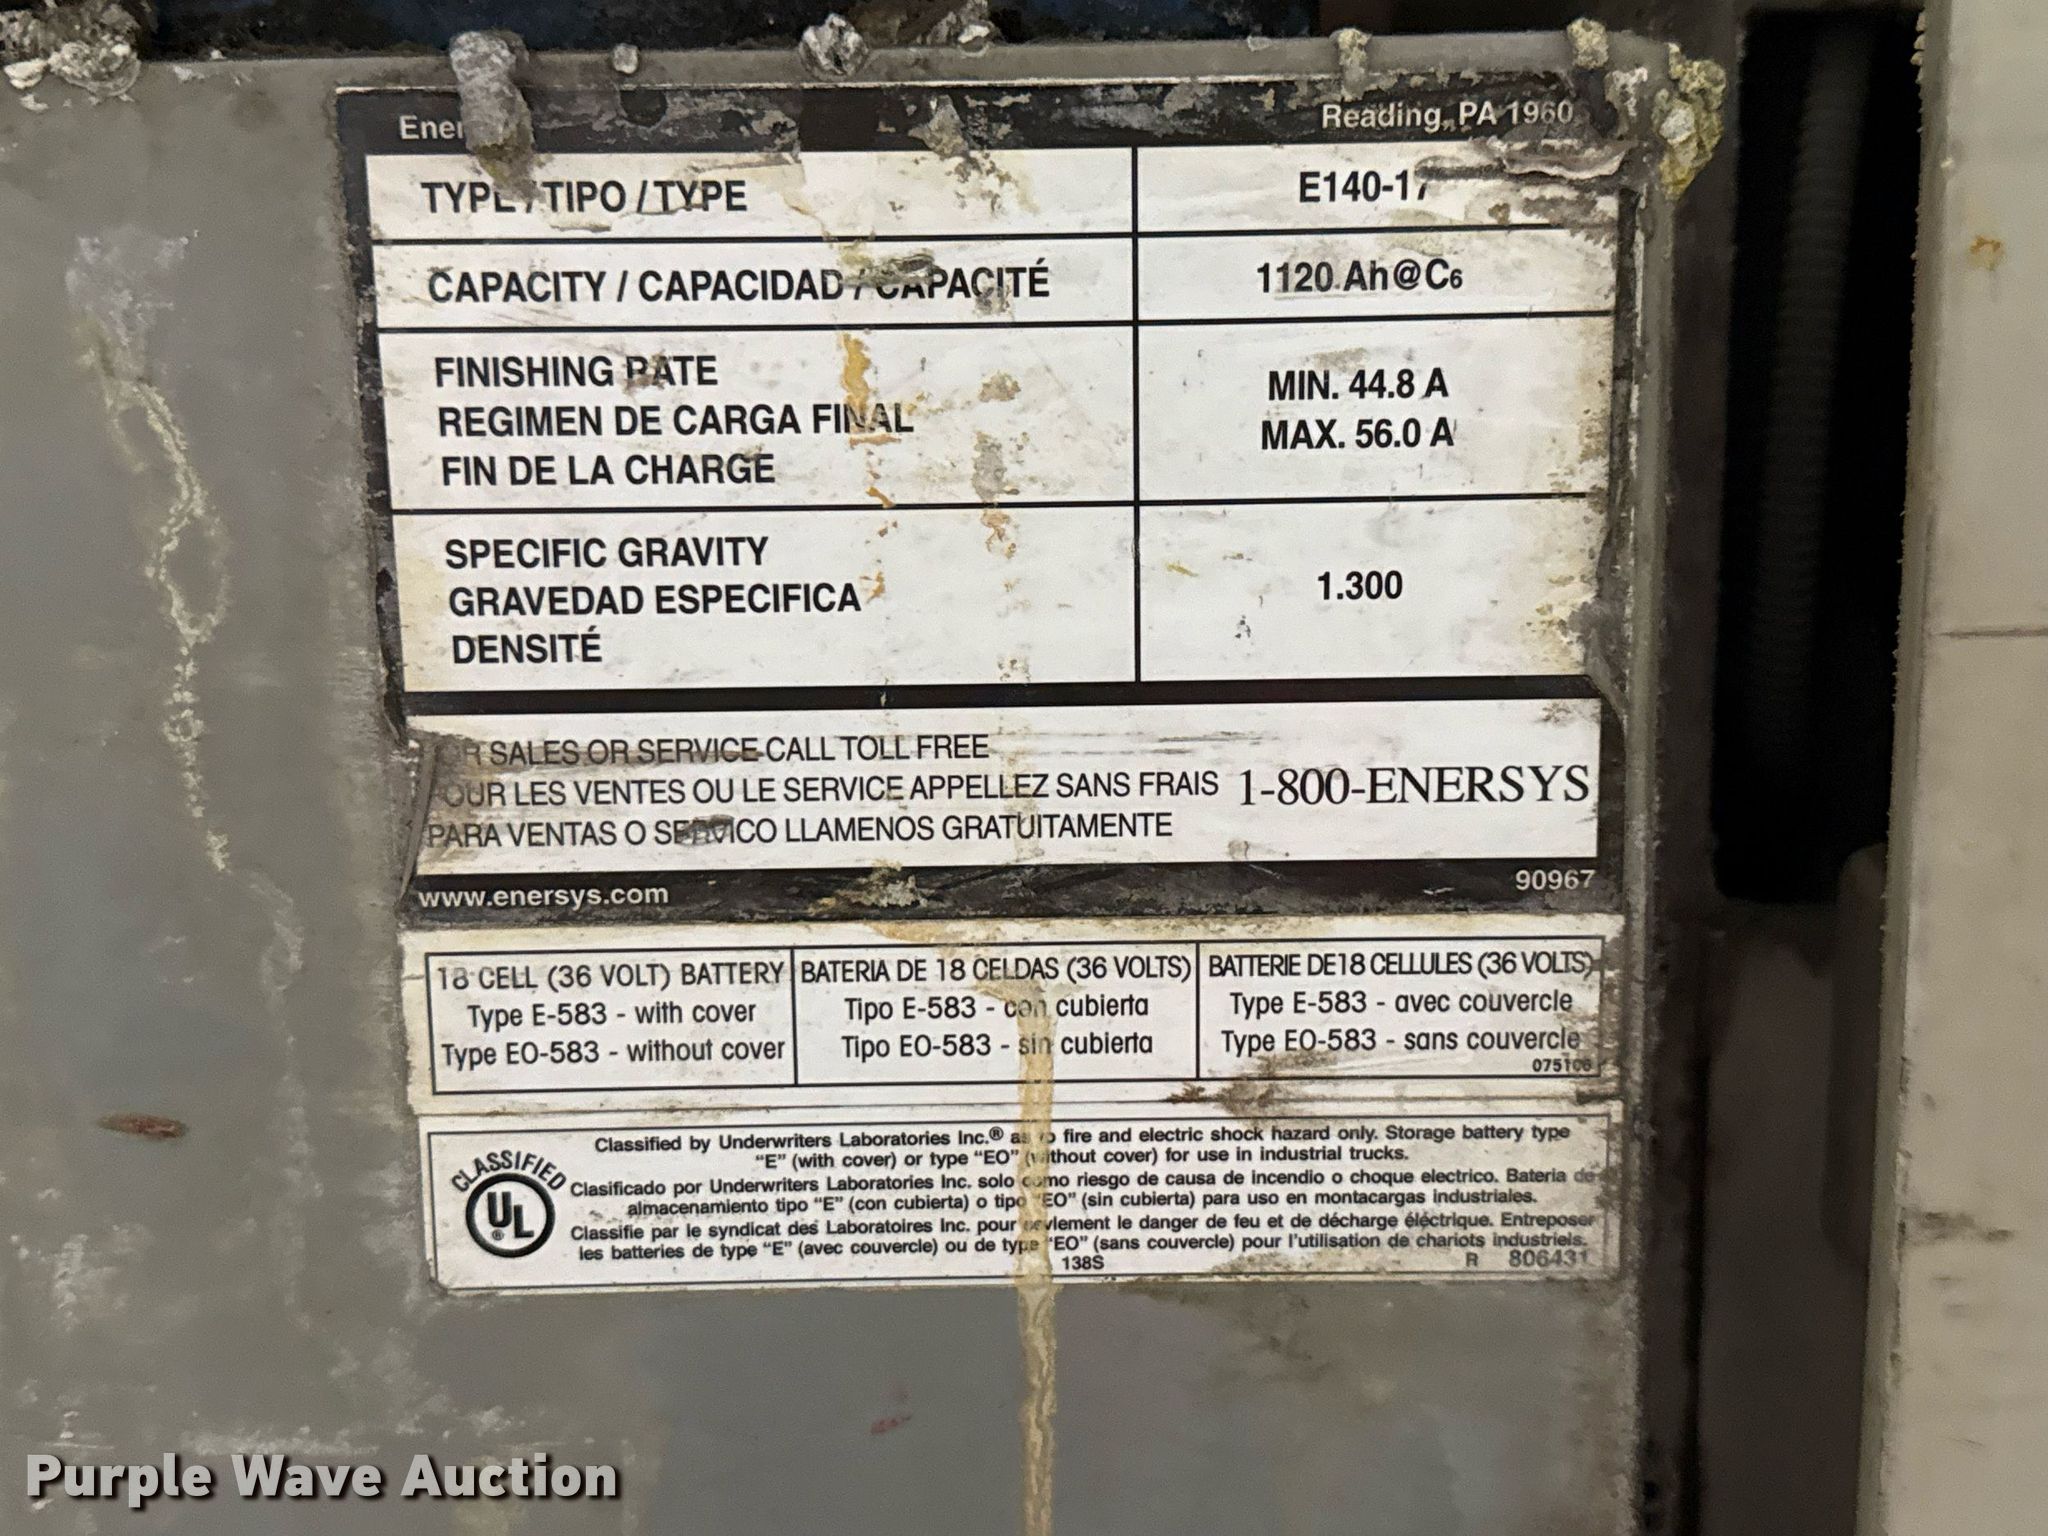 Reading, PA 1960
TYPE / TIPO / TYPE
E140-17
CAPACITY / CAPACIDAD / CAPACITÉ
1120 Ah@C6
FINISHING RATE
REGIMEN DE CARGA FINAL
FIN DE LA CHARGE
MIN. 44.8 A
MAX. 56.0 A
SPECIFIC GRAVITY
GRAVEDAD ESPECIFICA
DENSITÉ
1.300
SALES OR SERVICE CALL TOLL FREE
POUR LES VENTES OU LE SERVICE APPELLEZ SANS FRAIS
PARA VENTAS O SERVICO LLAMENOS GRATUITAMENTE
1-800-ENERSYS
www.enersys.com
90967
18 CELL (36 VOLT) BATTERY
Type E-583 - with cover
Type EO-583 - without cover
BATERIA DE 18 CELDAS (36 VOLTS)
Tipo E-583 - con cubierta
Tipo EO-583 - sin cubierta
BATTERIE DE18 CELLULES (36 VOLTS)
Type E-583 - avec couvercle
Type EO-583 - sans couvercle
CLASSIFIED
UL
®
Classified by Underwriters Laboratories Inc.® as to fire and electric shock hazard only. Storage battery type
"E" (with cover) or type "EO" (without cover) for use in industrial trucks.
Clasificado por Underwriters Laboratories Inc. solo como riesgo de causa de incendio o choque electrico. Bateria de
almacenamiento tipo "E" (con cubierta) o tipo "EO" (sin cubierta) para uso en montacargas industriales.
Classifie par le syndicat des Laboratoires Inc. pour sevlement le danger de feu et de décharge éléctrique. Entreposer
les batteries de type "E" (avec couvercle) ou de type "EO" (sans couvercle) pour l'utilisation de chariots industriels.
138S
R 806431
Purple Wave Auction